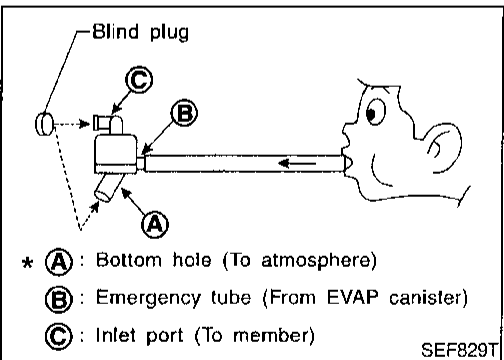 Blind plug
C
B
A
* A : Bottom hole (To atmosphere)
B : Emergency tube (From EVAP canister)
C : Inlet port (To member)
SEF829T